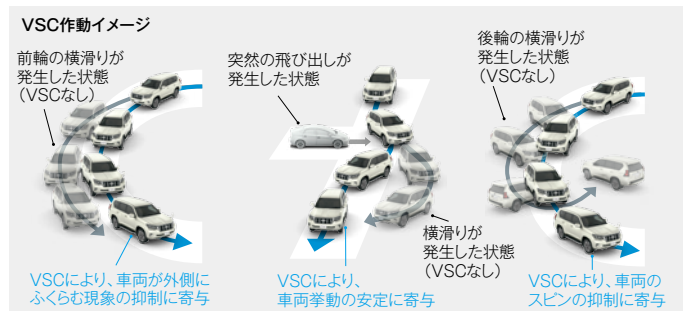 VSC作動イメージ
前輪の横滑りが
発生した状態
（VSCなし）
VSCにより、車両が外側に
ふくらむ現象の抑制に寄与
突然の飛び出しが
発生した状態
横滑りが
発生した状態
（VSCなし）
VSCにより、
車両挙動の安定に寄与
後輪の横滑りが
発生した状態
（VSCなし）
VSCにより、車両の
スピンの抑制に寄与